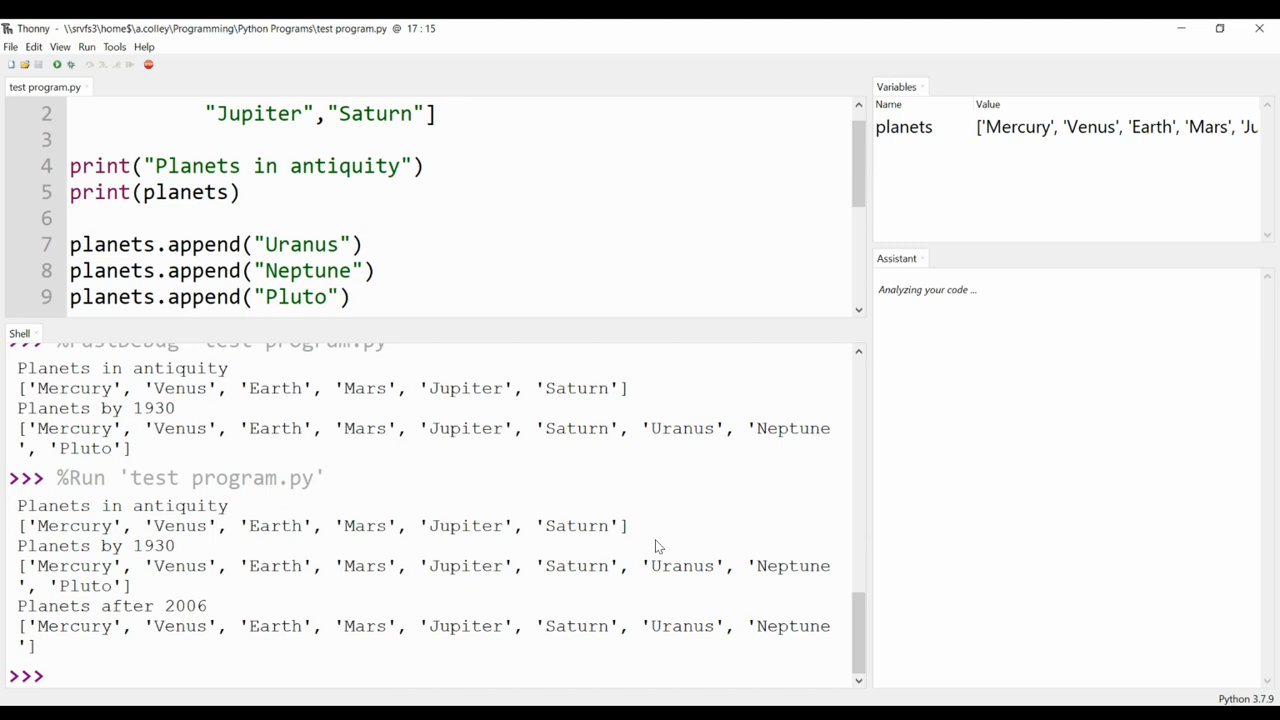 Thonny - \\srvfs3\home$\a.colley\Programming\Python Programs\test program.py @ 17 : 15
File Edit View Run Tools Help
test program.py
2 "Jupiter","Saturn"]
3
4 print("Planets in antiquity")
5 print(planets)
6
7 planets.append("Uranus")
8 planets.append("Neptune")
9 planets.append("Pluto")
Shell
>>> %FastDebug 'test program.py'
Planets in antiquity
['Mercury', 'Venus', 'Earth', 'Mars', 'Jupiter', 'Saturn']
Planets by 1930
['Mercury', 'Venus', 'Earth', 'Mars', 'Jupiter', 'Saturn', 'Uranus', 'Neptune
', 'Pluto']
>>> %Run 'test program.py'
Planets in antiquity
['Mercury', 'Venus', 'Earth', 'Mars', 'Jupiter', 'Saturn']
Planets by 1930
['Mercury', 'Venus', 'Earth', 'Mars', 'Jupiter', 'Saturn', 'Uranus', 'Neptune
', 'Pluto']
Planets after 2006
['Mercury', 'Venus', 'Earth', 'Mars', 'Jupiter', 'Saturn', 'Uranus', 'Neptune
']
>>>
Variables
Name Value
planets ['Mercury', 'Venus', 'Earth', 'Mars', 'Ju
Assistant
Analyzing your code ...
Python 3.7.9